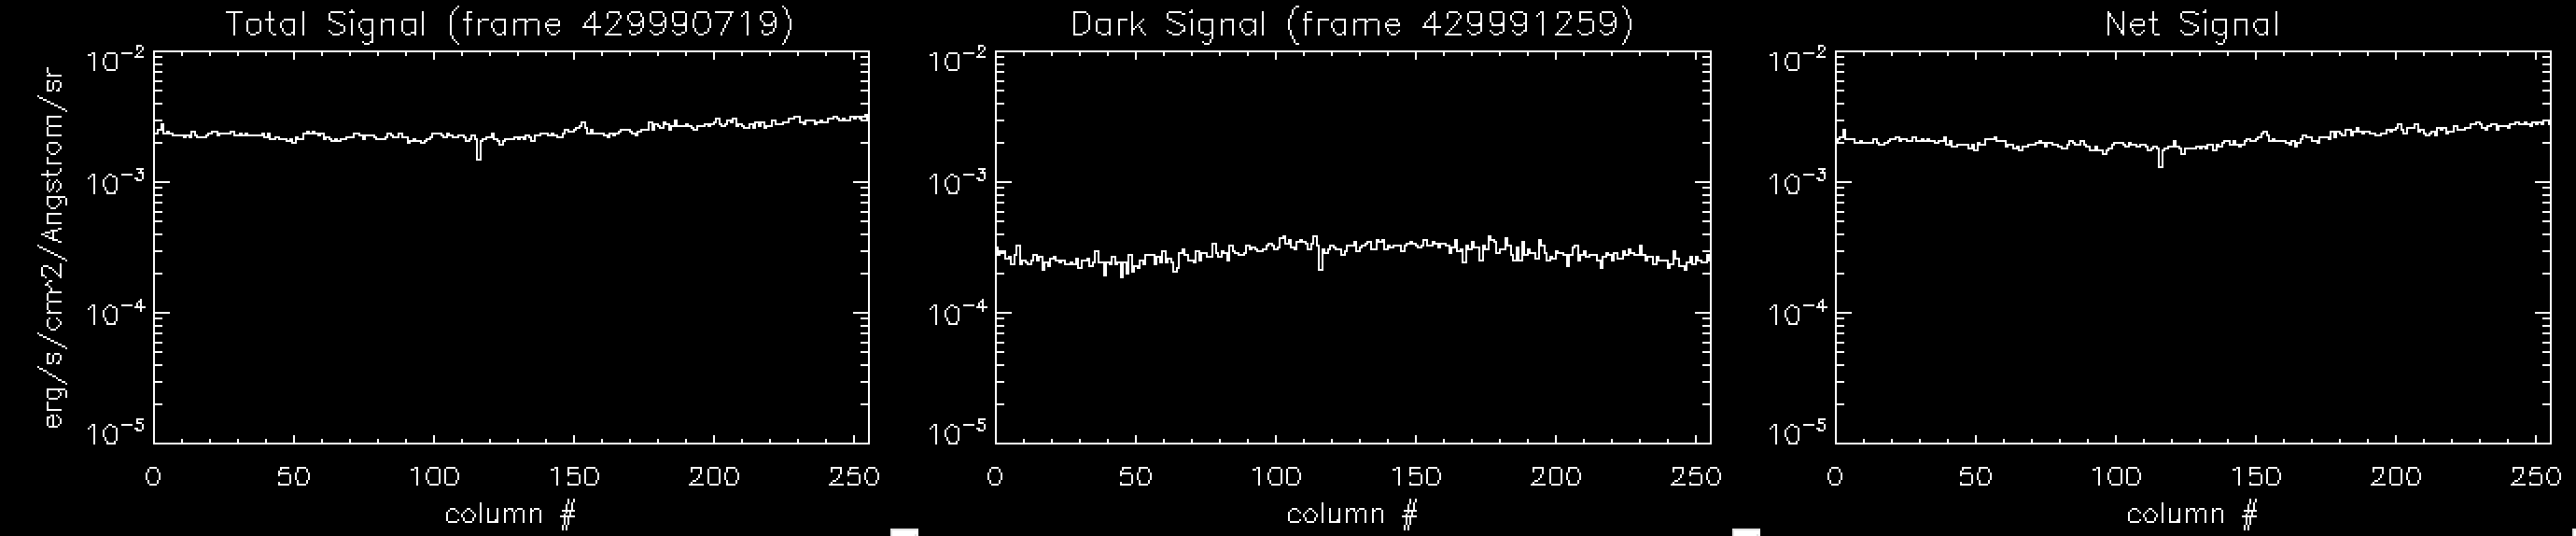 Total Signal (frame 429990719)
Dark Signal (frame 429991259)
Net Signal
erg/s/cm^2/Angstrom/sr
10^-2
10^-3
10^-4
10^-5
0 50 100 150 200 250
column #
10^-2
10^-3
10^-4
10^-5
0 50 100 150 200 250
column #
10^-2
10^-3
10^-4
10^-5
0 50 100 150 200 250
column #